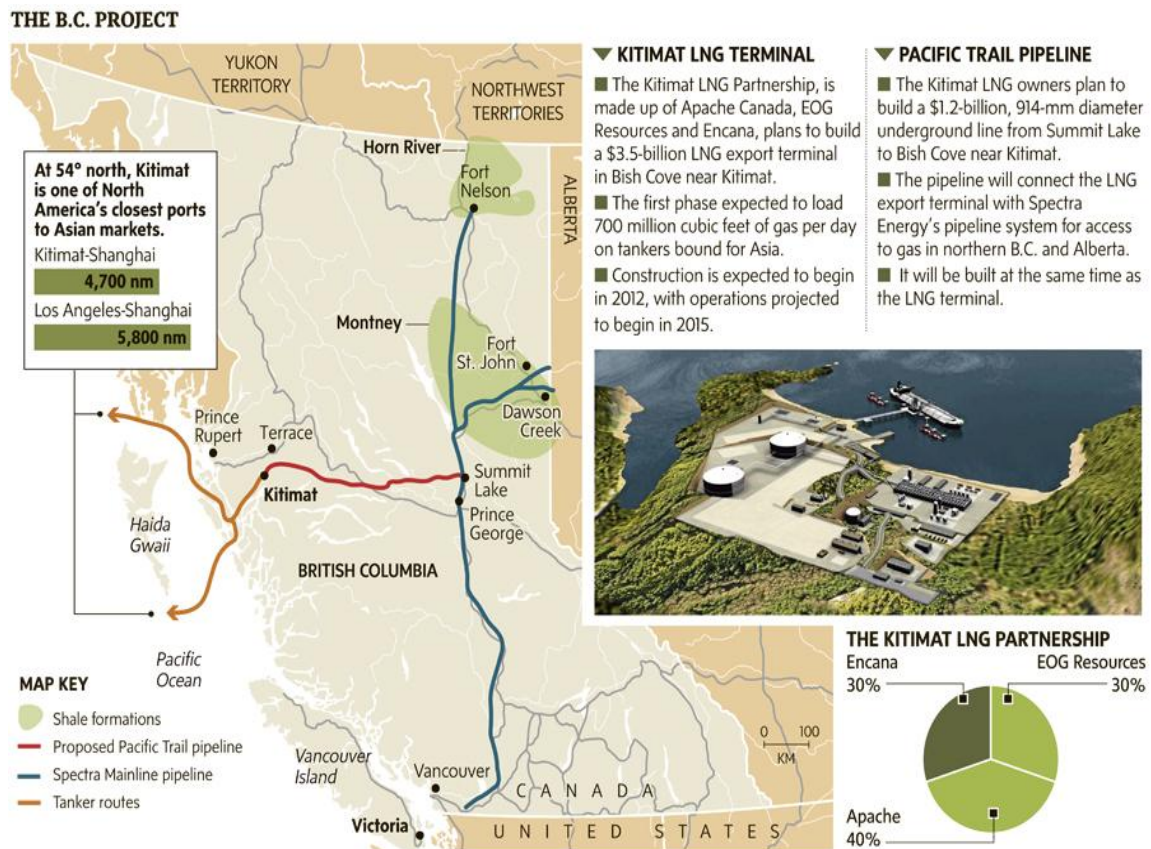 THE B.C. PROJECT
YUKON
TERRITORY
NORTHWEST
TERRITORIES
Horn River
Fort
Nelson
ALBERTA
At 54° north, Kitimat
is one of North
America's closest ports
to Asian markets.
Kitimat-Shanghai
4,700 nm
Los Angeles-Shanghai
5,800 nm
Montney
Fort
St. John
Dawson
Creek
Prince
Rupert
Terrace
Kitimat
Summit
Lake
Prince
George
Haida
Gwaii
BRITISH COLUMBIA
Pacific
Ocean
MAP KEY
Shale formations
Proposed Pacific Trail pipeline
Spectra Mainline pipeline
Tanker routes
Vancouver
Island
Vancouver
Victoria
CANADA
UNITED STATES
0 100
KM
KITIMAT LNG TERMINAL
The Kitimat LNG Partnership, is
made up of Apache Canada, EOG
Resources and Encana, plans to build
a $3.5-billion LNG export terminal
in Bish Cove near Kitimat.
The first phase expected to load
700 million cubic feet of gas per day
on tankers bound for Asia.
Construction is expected to begin
in 2012, with operations projected
to begin in 2015.
PACIFIC TRAIL PIPELINE
The Kitimat LNG owners plan to
build a $1.2-billion, 914-mm diameter
underground line from Summit Lake
to Bish Cove near Kitimat.
The pipeline will connect the LNG
export terminal with Spectra
Energy's pipeline system for access
to gas in northern B.C. and Alberta.
It will be built at the same time as
the LNG terminal.
THE KITIMAT LNG PARTNERSHIP
Encana
30%
EOG Resources
30%
Apache
40%